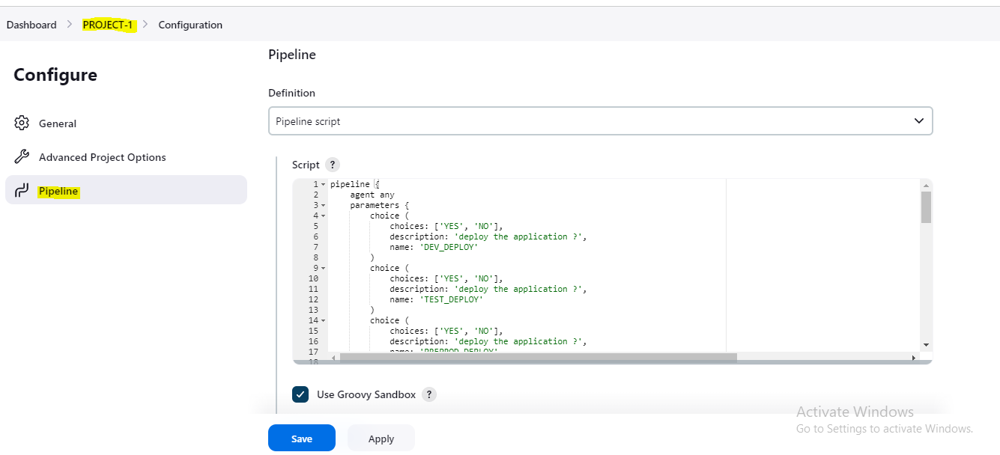 Dashboard > PROJECT-1 > Configuration
Configure
General
Advanced Project Options
Pipeline
Pipeline
Definition
Pipeline script
Script ?
1 pipeline {
2 agent any
3 parameters {
4 choice (
5 choices: ['YES', 'NO'],
6 description: 'deploy the application ?',
7 name: 'DEV_DEPLOY'
8 )
9 choice (
10 choices: ['YES', 'NO'],
11 description: 'deploy the application ?',
12 name: 'TEST_DEPLOY'
13 )
14 choice (
15 choices: ['YES', 'NO'],
16 description: 'deploy the application ?',
17 name: 'PREPROD_DEPLOY'
18
Use Groovy Sandbox ?
Save
Apply
Activate Windows
Go to Settings to activate Windows.